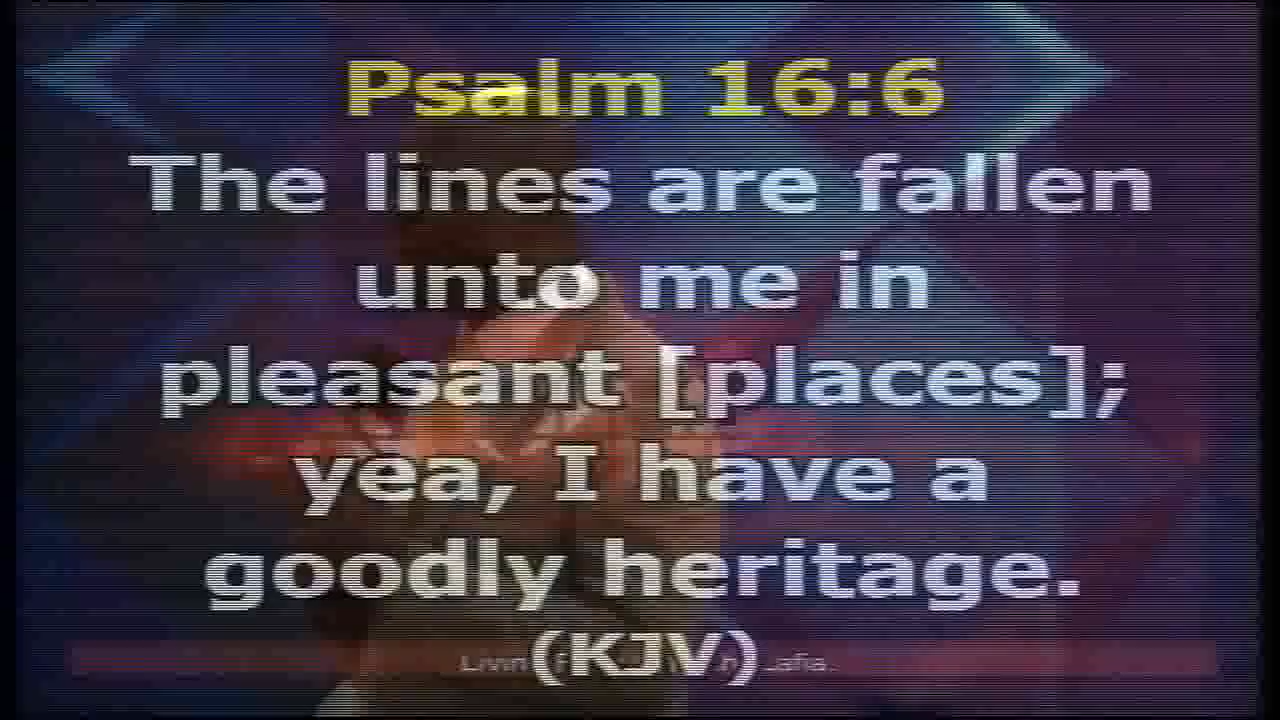 Psalm 16:6
The lines are fallen
unto me in
pleasant [places];
yea, I have a
goodly heritage.
(KJV)